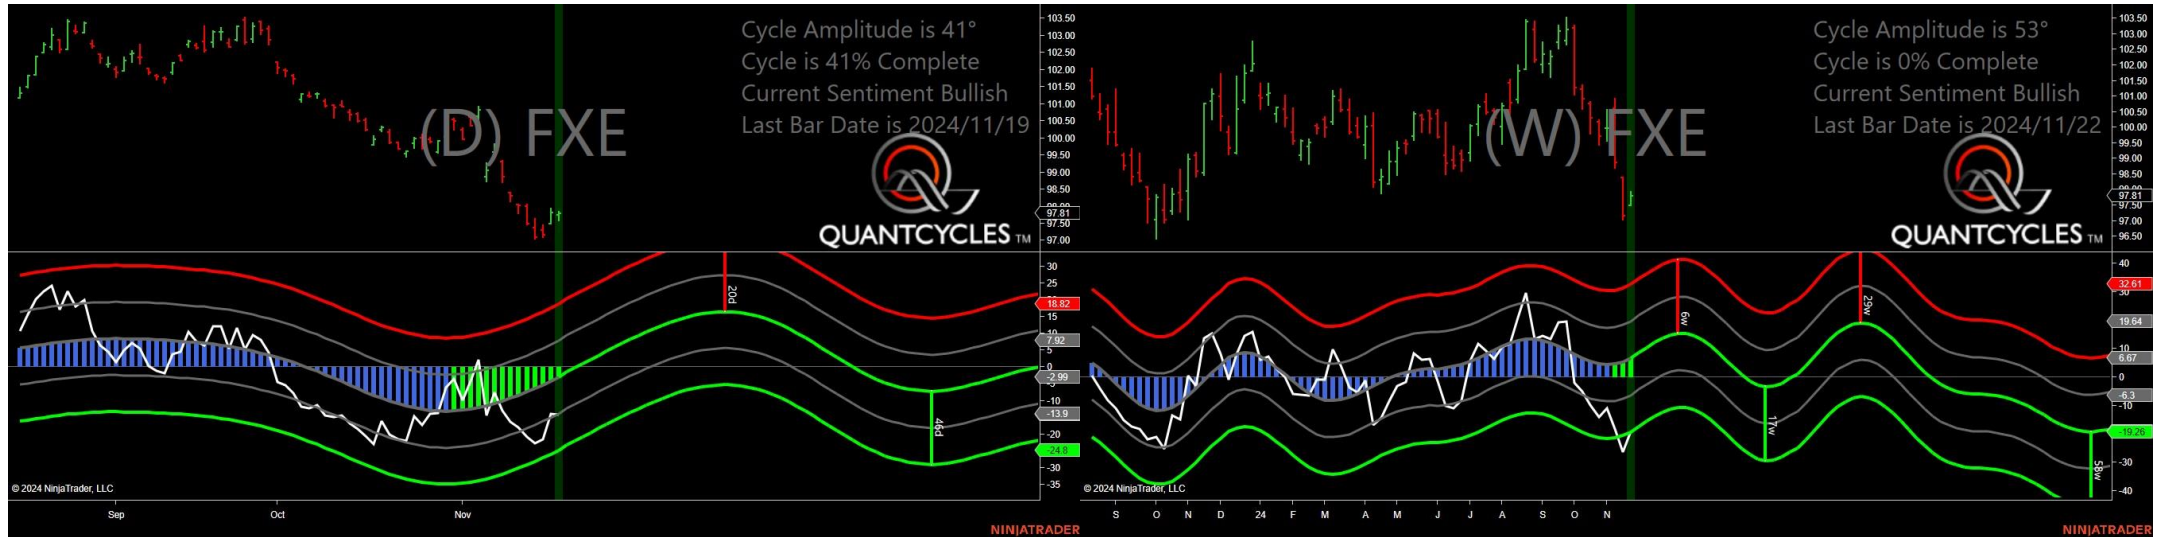 Cycle Amplitude is 41°
Cycle is 41% Complete
Current Sentiment Bullish
Last Bar Date is 2024/11/19
(D) FXE
QUANTCYCLES TM
103.50
103.00
102.50
102.00
101.50
101.00
100.50
100.00
99.50
99.00
98.50
97.81
97.50
97.00
20d
46d
30
25
18.82
15
10
7.92
5
0
-2.99
-5
-10
-13.9
-20
-24.8
-30
-35
© 2024 NinjaTrader, LLC
Sep
Oct
Nov
NINJATRADER
Cycle Amplitude is 53°
Cycle is 0% Complete
Current Sentiment Bullish
Last Bar Date is 2024/11/22
(W) FXE
QUANTCYCLES TM
103.50
103.00
102.50
102.00
101.50
101.00
100.50
100.00
99.50
99.00
98.50
97.81
97.50
97.00
96.50
6w
29w
17w
58w
40
32.61
30
19.64
10
6.67
0
-6.3
-10
-19.26
-30
-40
© 2024 NinjaTrader, LLC
S
O
N
D
24
F
M
A
M
J
J
A
S
O
N
NINJATRADER